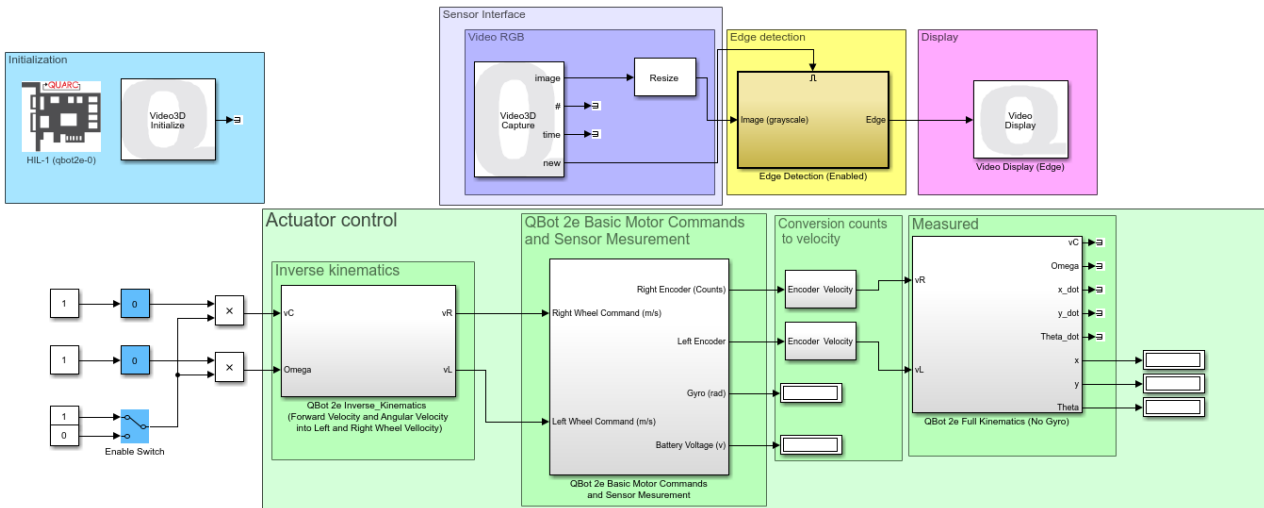 Sensor Interface
Video RGB
Edge detection
Display
Initialization
QUARC
HIL-1 (qbot2e-0)
Video3D
Initialize
Video3D
Capture
image
#
time
new
Resize
Image (grayscale)
Edge
Edge Detection (Enabled)
Video
Display
Video Display (Edge)
Actuator control
Inverse kinematics
QBot 2e Basic Motor Commands
and Sensor Mesurement
Conversion counts
to velocity
Measured
1
0
×
1
0
×
1
0
Enable Switch
vC
Omega
vR
vL
QBot 2e Inverse_Kinematics
(Forward Velocity and Angular Velocity
into Left and Right Wheel Vellocity)
Right Wheel Command (m/s)
Left Wheel Command (m/s)
Right Encoder (Counts)
Left Encoder
Gyro (rad)
Battery Voltage (v)
QBot 2e Basic Motor Commands
and Sensor Mesurement
Encoder Velocity
Encoder Velocity
vR
vL
vC
Omega
x_dot
y_dot
Theta_dot
x
y
Theta
QBot 2e Full Kinematics (No Gyro)